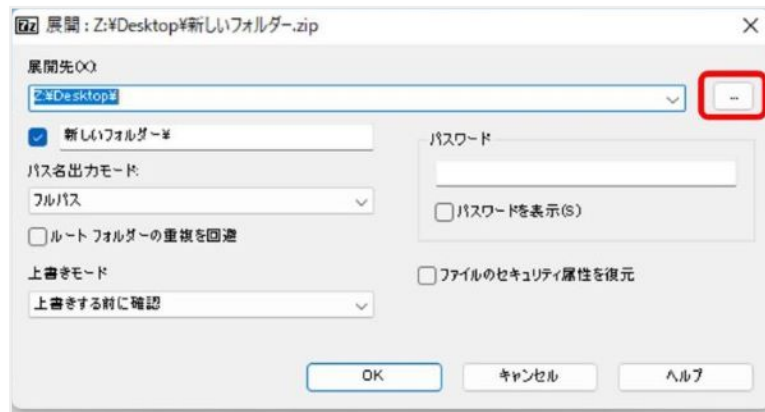 7z 展開 : Z:¥Desktop¥新しいフォルダー.zip
展開先(X):
Z:¥Desktop¥
...
新しいフォルダー¥
パスワード
パス名出力モード:
フルパス
パスワードを表示(S)
ルート フォルダーの重複を回避
上書きモード
ファイルのセキュリティ属性を復元
上書きする前に確認
OK
キャンセル
ヘルプ